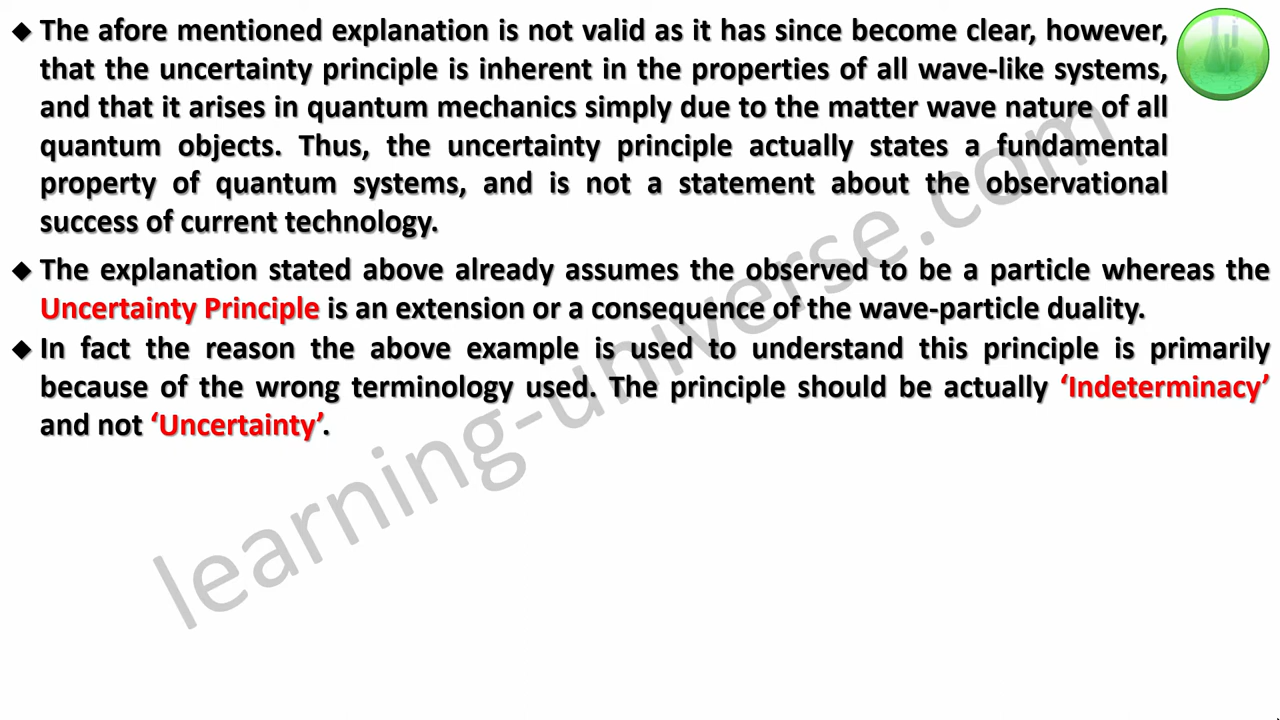 ◆ The afore mentioned explanation is not valid as it has since become clear, however,
that the uncertainty principle is inherent in the properties of all wave-like systems,
and that it arises in quantum mechanics simply due to the matter wave nature of all
quantum objects. Thus, the uncertainty principle actually states a fundamental
property of quantum systems, and is not a statement about the observational
success of current technology.
◆ The explanation stated above already assumes the observed to be a particle whereas the
Uncertainty Principle is an extension or a consequence of the wave-particle duality.
◆ In fact the reason the above example is used to understand this principle is primarily
because of the wrong terminology used. The principle should be actually ‘Indeterminacy’
and not ‘Uncertainty’.
learning-universe.com